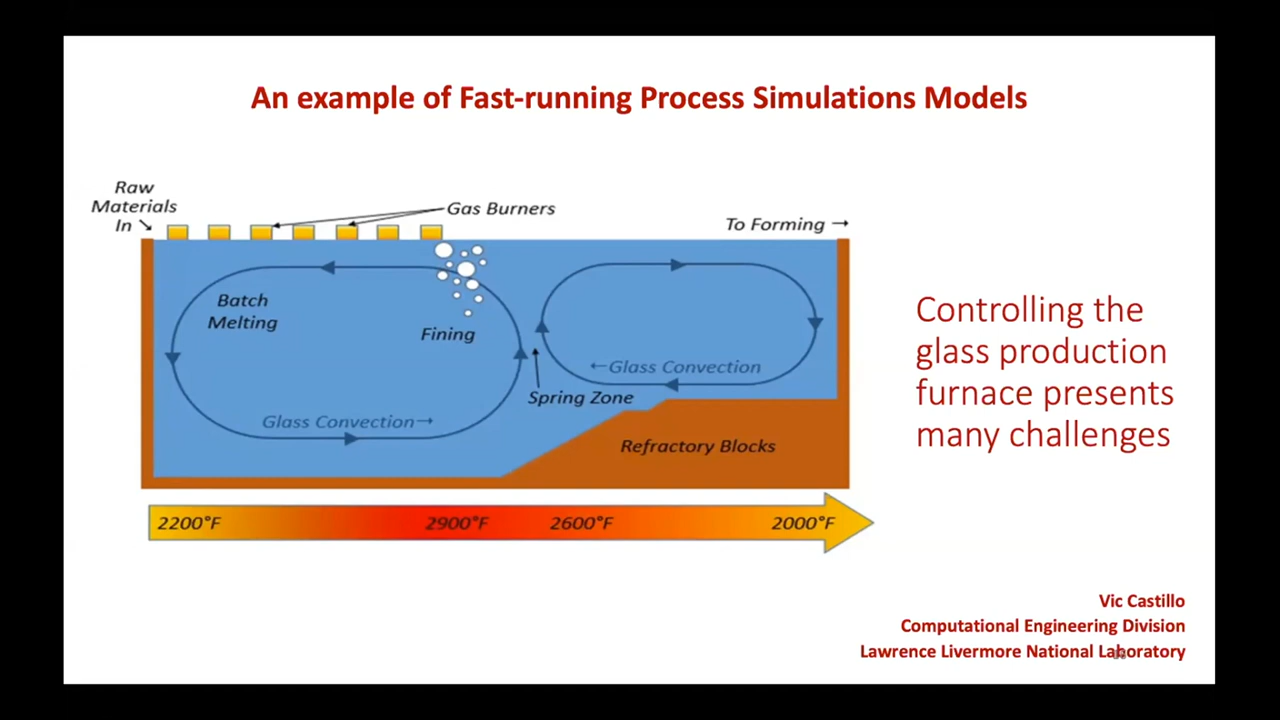 An example of Fast-running Process Simulations Models
Raw
Materials
In
Gas Burners
To Forming →
Batch
Melting
Fining
←Glass Convection
Spring Zone
Glass Convection→
Refractory Blocks
2200°F
2900°F
2600°F
2000°F
Controlling the
glass production
furnace presents
many challenges
Vic Castillo
Computational Engineering Division
Lawrence Livermore National Laboratory